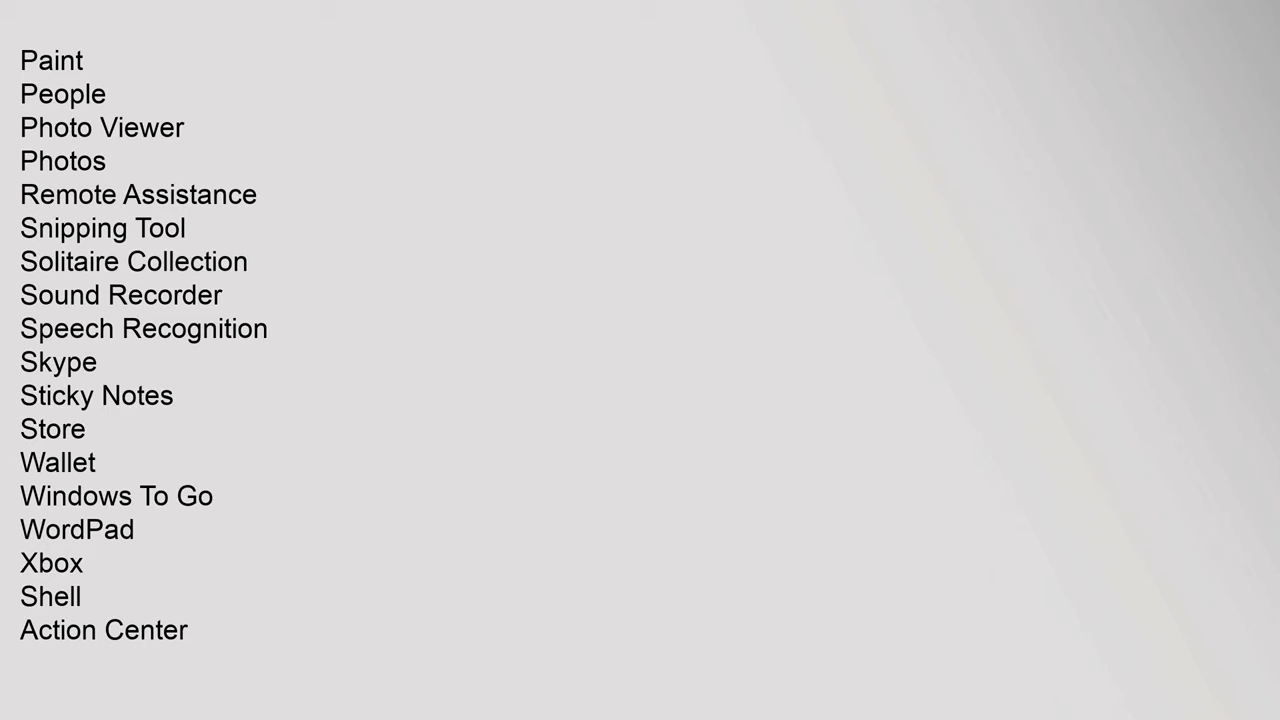 Paint
People
Photo Viewer
Photos
Remote Assistance
Snipping Tool
Solitaire Collection
Sound Recorder
Speech Recognition
Skype
Sticky Notes
Store
Wallet
Windows To Go
WordPad
Xbox
Shell
Action Center